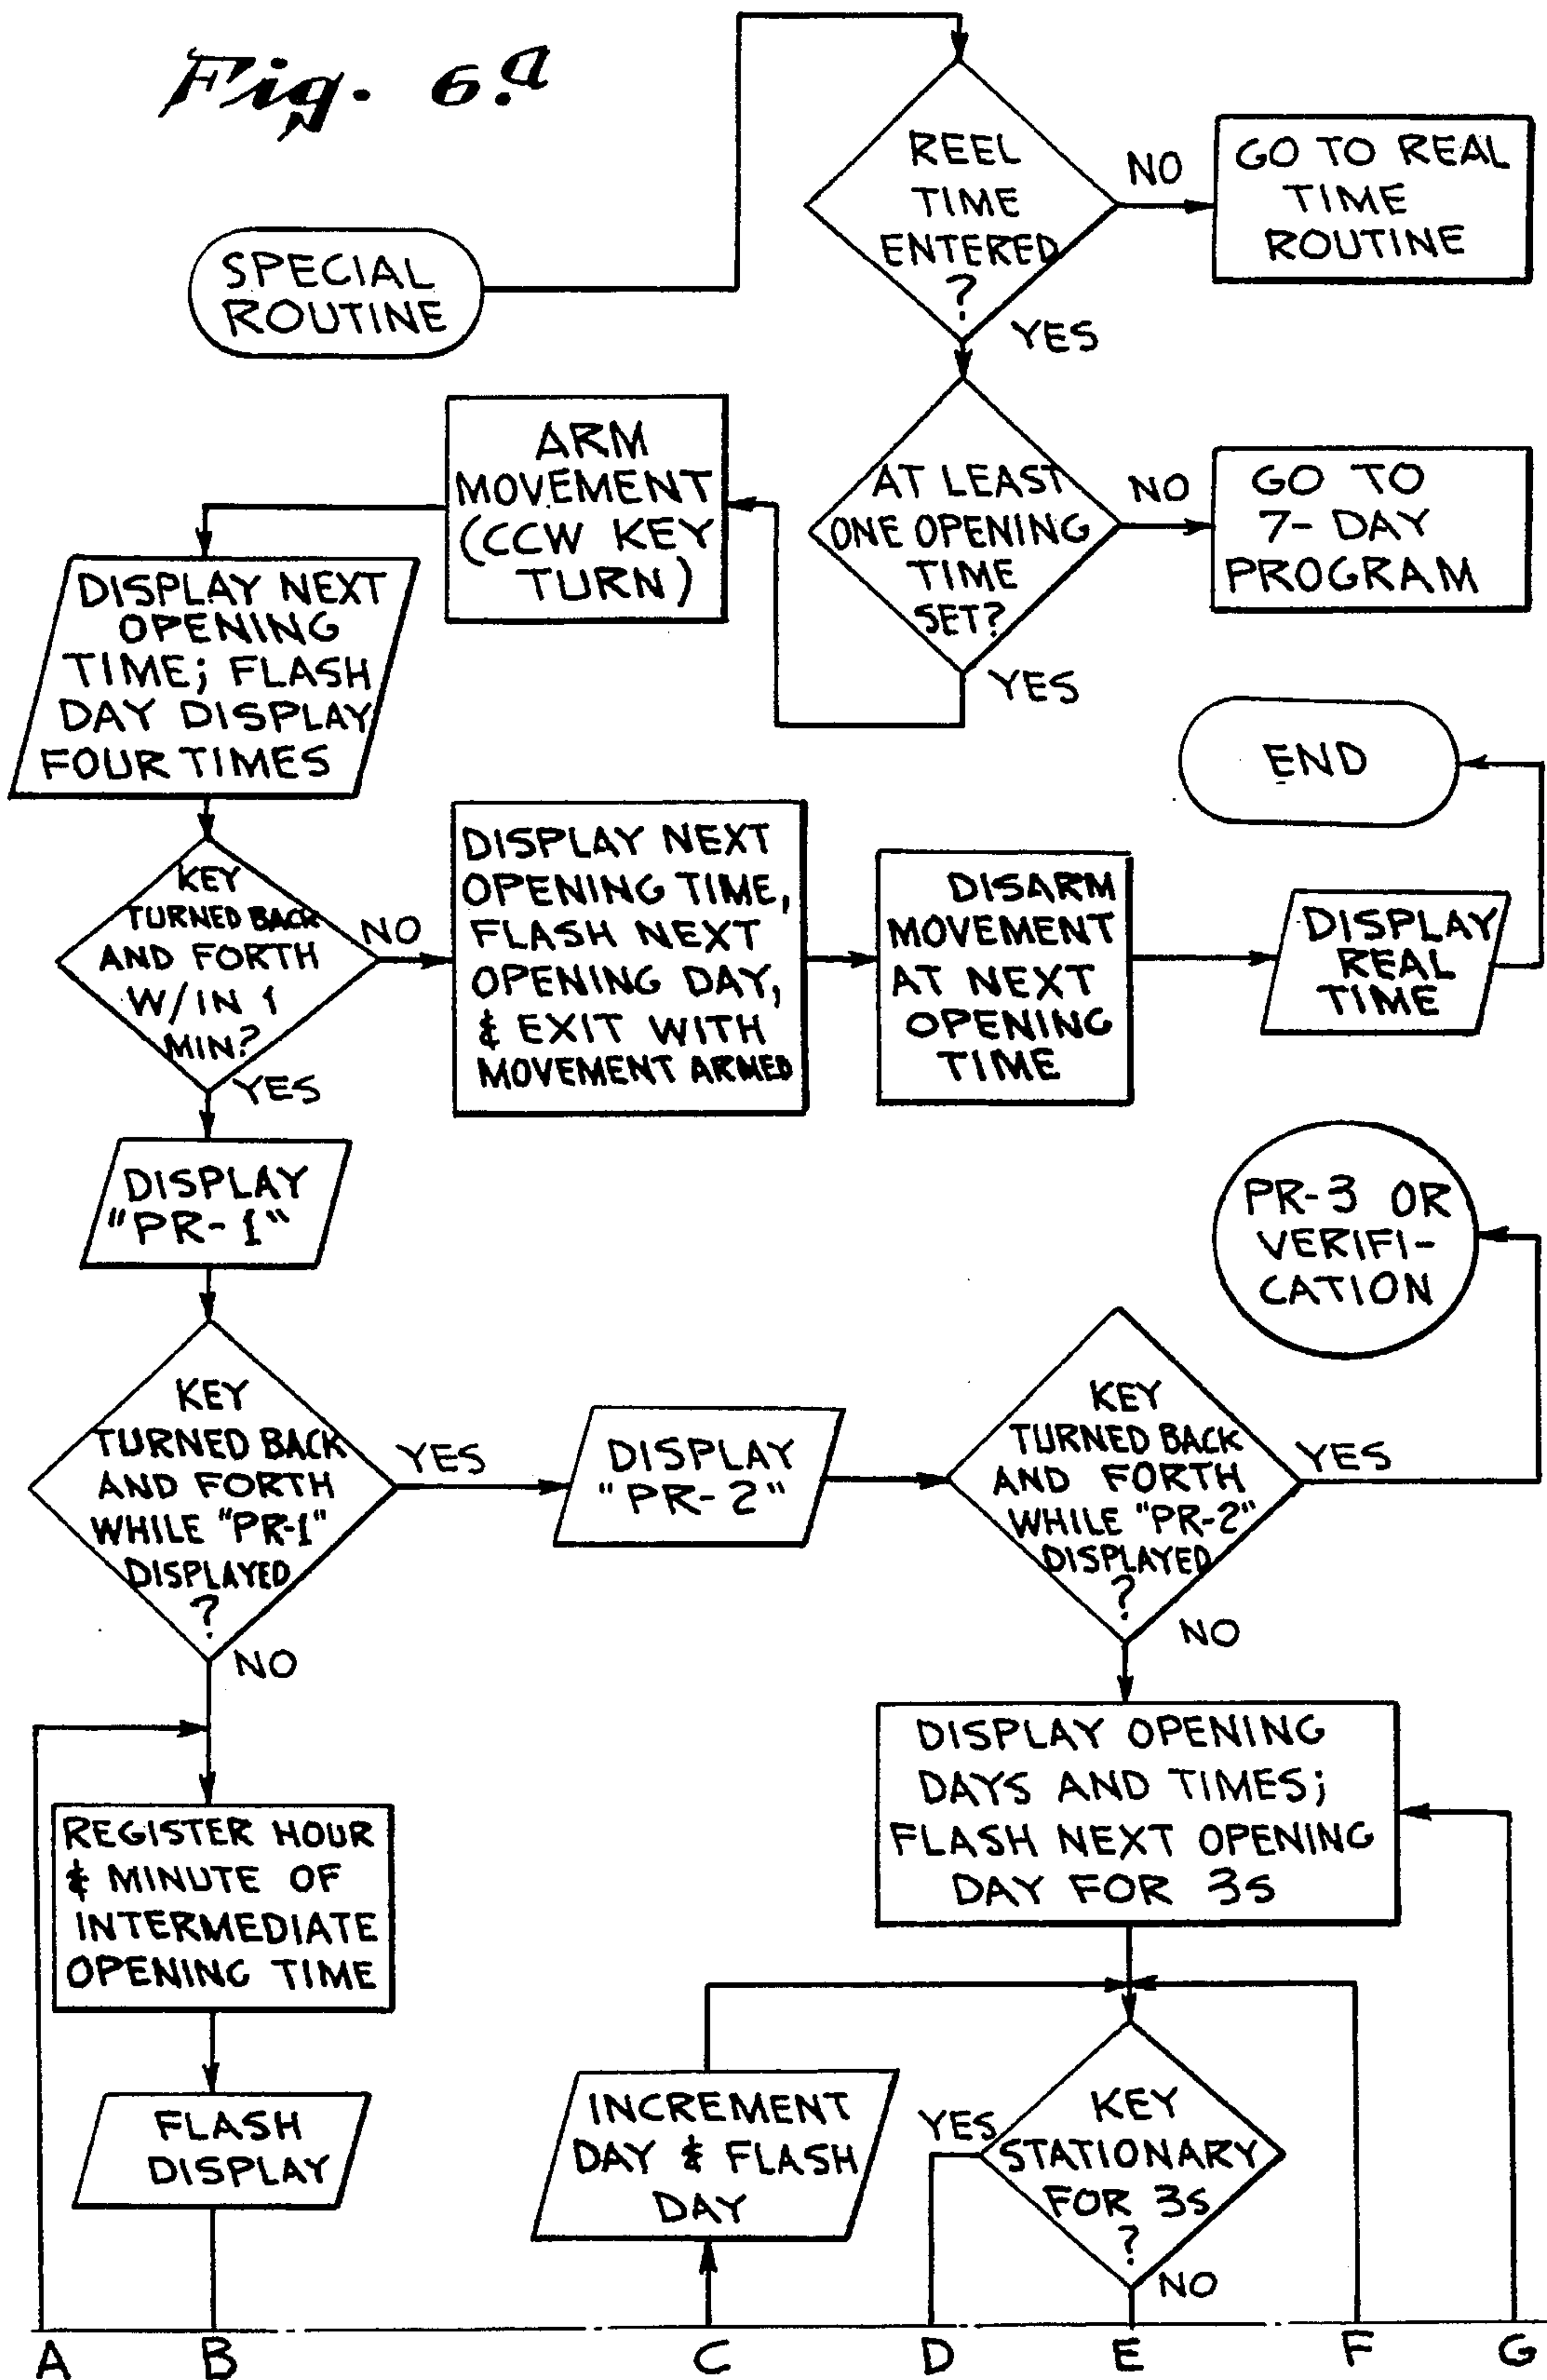 Fig. 6.a
SPECIAL
ROUTINE
REEL
TIME
ENTERED
?
NO
GO TO REAL
TIME
ROUTINE
YES
AT LEAST
ONE OPENING
TIME
SET?
NO
GO TO
7-DAY
PROGRAM
YES
ARM
MOVEMENT
(CCW KEY
TURN)
DISPLAY NEXT
OPENING
TIME; FLASH
DAY DISPLAY
FOUR TIMES
KEY
TURNED BACK
AND FORTH
W/IN 1
MIN?
NO
DISPLAY NEXT
OPENING TIME,
FLASH NEXT
OPENING DAY,
& EXIT WITH
MOVEMENT ARMED
DISARM
MOVEMENT
AT NEXT
OPENING
TIME
DISPLAY
REAL
TIME
END
YES
DISPLAY
"PR-1"
KEY
TURNED BACK
AND FORTH
WHILE "PR-1"
DISPLAYED
?
YES
DISPLAY
"PR-2"
KEY
TURNED BACK
AND FORTH
WHILE "PR-2"
DISPLAYED
?
YES
PR-3 OR
VERIFI-
CATION
NO
REGISTER HOUR
& MINUTE OF
INTERMEDIATE
OPENING TIME
FLASH
DISPLAY
NO
DISPLAY OPENING
DAYS AND TIMES;
FLASH NEXT OPENING
DAY FOR 3S
INCREMENT
DAY & FLASH
DAY
YES
KEY
STATIONARY
FOR 3S
?
NO
A B C D E F G